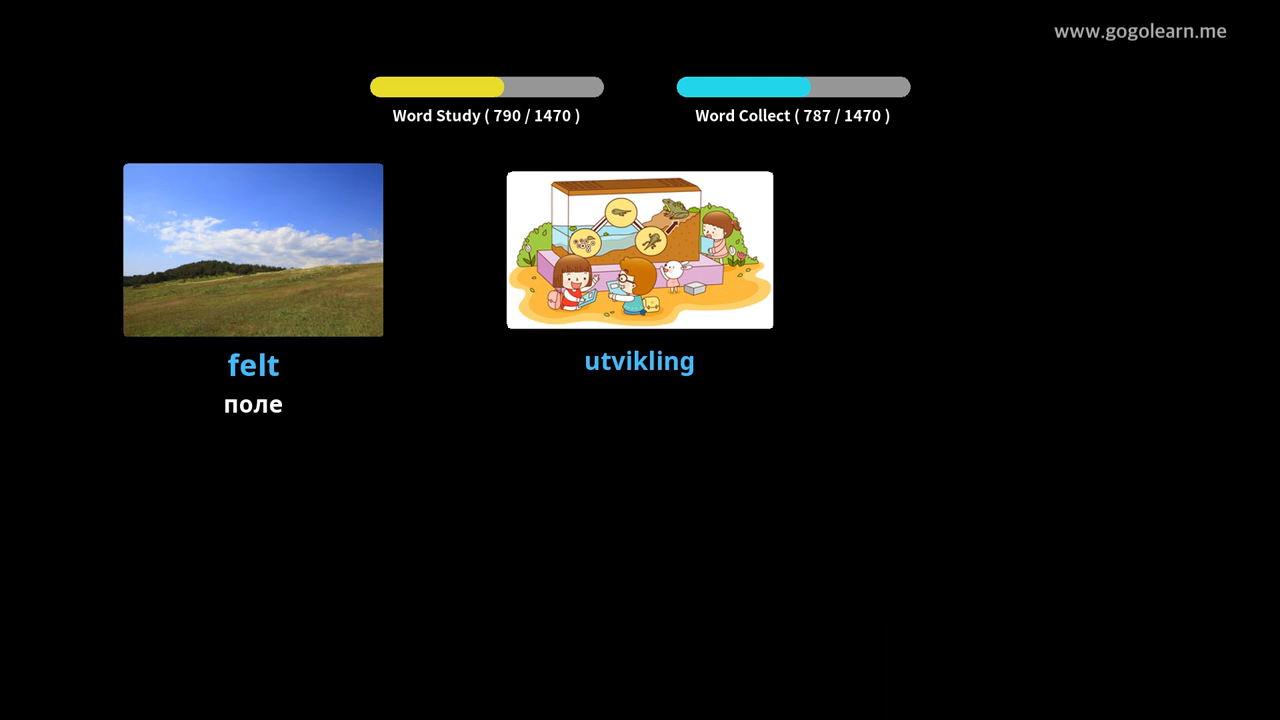 www.gogolearn.me
Word Study ( 790 / 1470 )
Word Collect ( 787 / 1470 )
felt
поле
utvikling